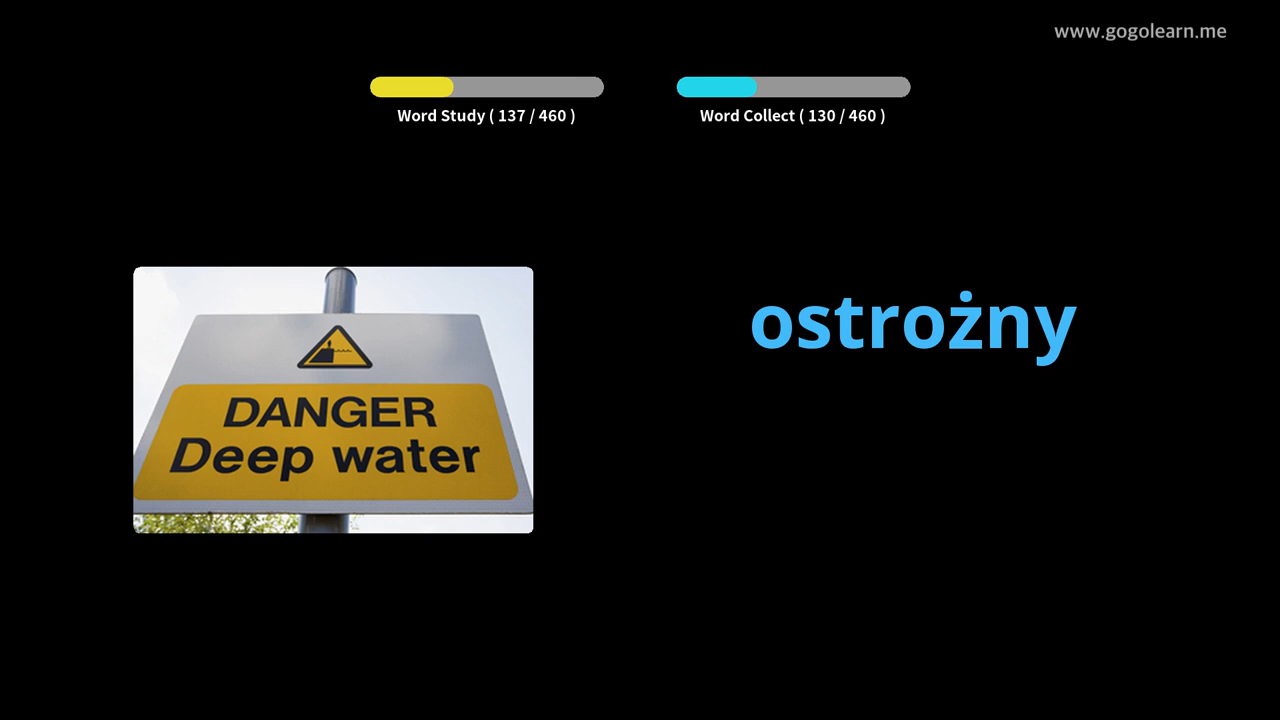 www.gogolearn.me
Word Study ( 137 / 460 )
Word Collect ( 130 / 460 )
ostrożny
DANGER
Deep water